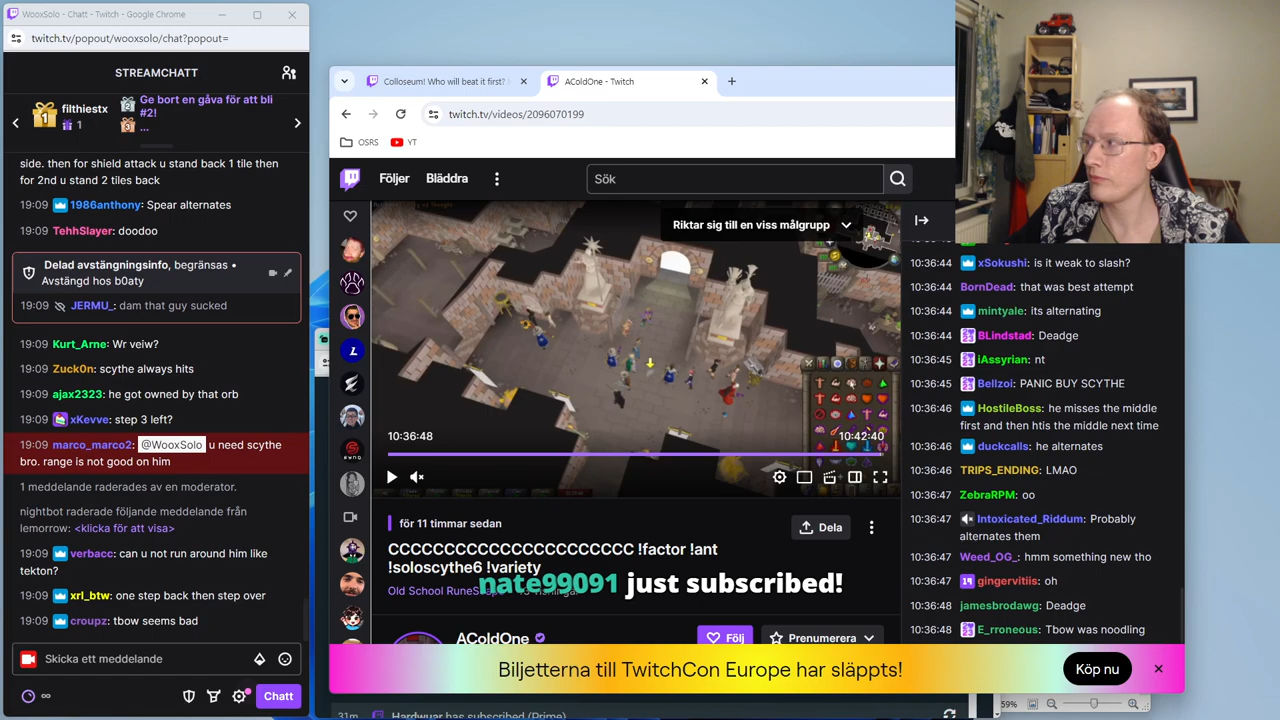 WooxSolo - Chatt - Twitch - Google Chrome
twitch.tv/popout/wooxsolo/chat?popout=
STREAMCHATT
filthiestx
1
Ge bort en gåva för att bli
#2!
...
side. then for shield attack u stand back 1 tile then
for 2nd u stand 2 tiles back
19:09 1986anthony: Spear alternates
19:09 TehhSlayer: doodoo
Delad avstängningsinfo, begränsas •
Avstängd hos b0aty
19:09 JERMU_: dam that guy sucked
19:09 Kurt_Arne: Wr veiw?
19:09 Zuck0n: scythe always hits
19:09 ajax2323: he got owned by that orb
19:09 xKevve: step 3 left?
19:09 marco_marco2: @WooxSolo u need scythe
bro. range is not good on him
1 meddelande raderades av en moderator.
nightbot raderade följande meddelande från
lemorrow: <klicka för att visa>
19:09 verbacc: can u not run around him like
tekton?
19:09 xrl_btw: one step back then step over
19:09 croupz: tbow seems bad
Skicka ett meddelande
Chatt
Colloseum! Who will beat it first?
AColdOne - Twitch
twitch.tv/videos/2096070199
OSRS
YT
Följer
Bläddra
Sök
Riktar sig till en viss målgrupp
10:36:48
10:42:40
för 11 timmar sedan
Dela
CCCCCCCCCCCCCCCCCCCCCC !factor !ant
!soloscythe6 !variety
nate99091 just subscribed!
AColdOne
Följ
Prenumerera
10:36:44 xSokushi: is it weak to slash?
10:36:44 BornDead: that was best attempt
10:36:44 mintyale: its alternating
10:36:44 BLindstad: Deadge
10:36:45 iAssyrian: nt
10:36:45 Bellzoi: PANIC BUY SCYTHE
10:36:46 HostileBoss: he misses the middle
first and then htis the middle next time
10:36:46 duckcalls: he alternates
10:36:46 TRIPS_ENDING: LMAO
10:36:47 ZebraRPM: oo
10:36:47 Intoxicated_Riddum: Probably
alternates them
10:36:47 Weed_OG_: hmm something new tho
10:36:47 gingervitiis: oh
10:36:48 jamesbrodawg: Deadge
10:36:48 E_rroneous: Tbow was noodling
Biljetterna till TwitchCon Europe har släppts!
Köp nu
31m Hardwuar has subscribed (Prime)
59%